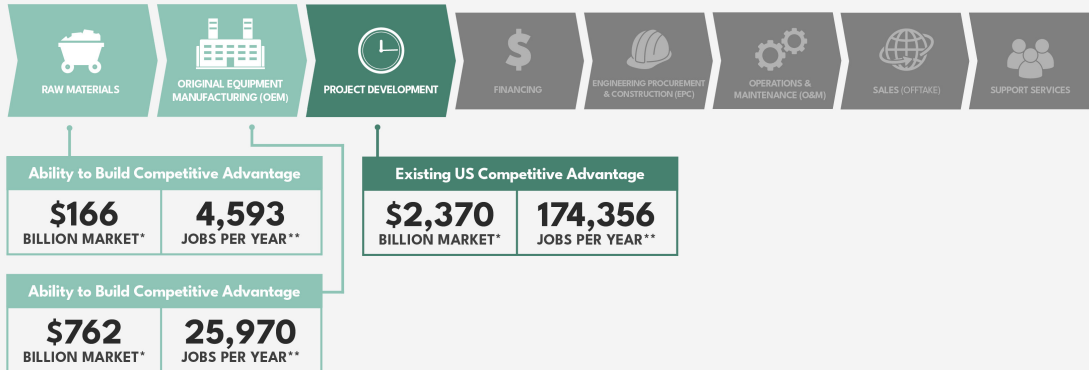 RAW MATERIALS
ORIGINAL EQUIPMENT
MANUFACTURING (OEM)
PROJECT DEVELOPMENT
FINANCING
ENGINEERING PROCUREMENT
& CONSTRUCTION (EPC)
OPERATIONS &
MAINTENANCE (O&M)
SALES (OFFTAKE)
SUPPORT SERVICES
Ability to Build Competitive Advantage
$166
BILLION MARKET*
4,593
JOBS PER YEAR**
Existing US Competitive Advantage
$2,370
BILLION MARKET*
174,356
JOBS PER YEAR**
Ability to Build Competitive Advantage
$762
BILLION MARKET*
25,970
JOBS PER YEAR**